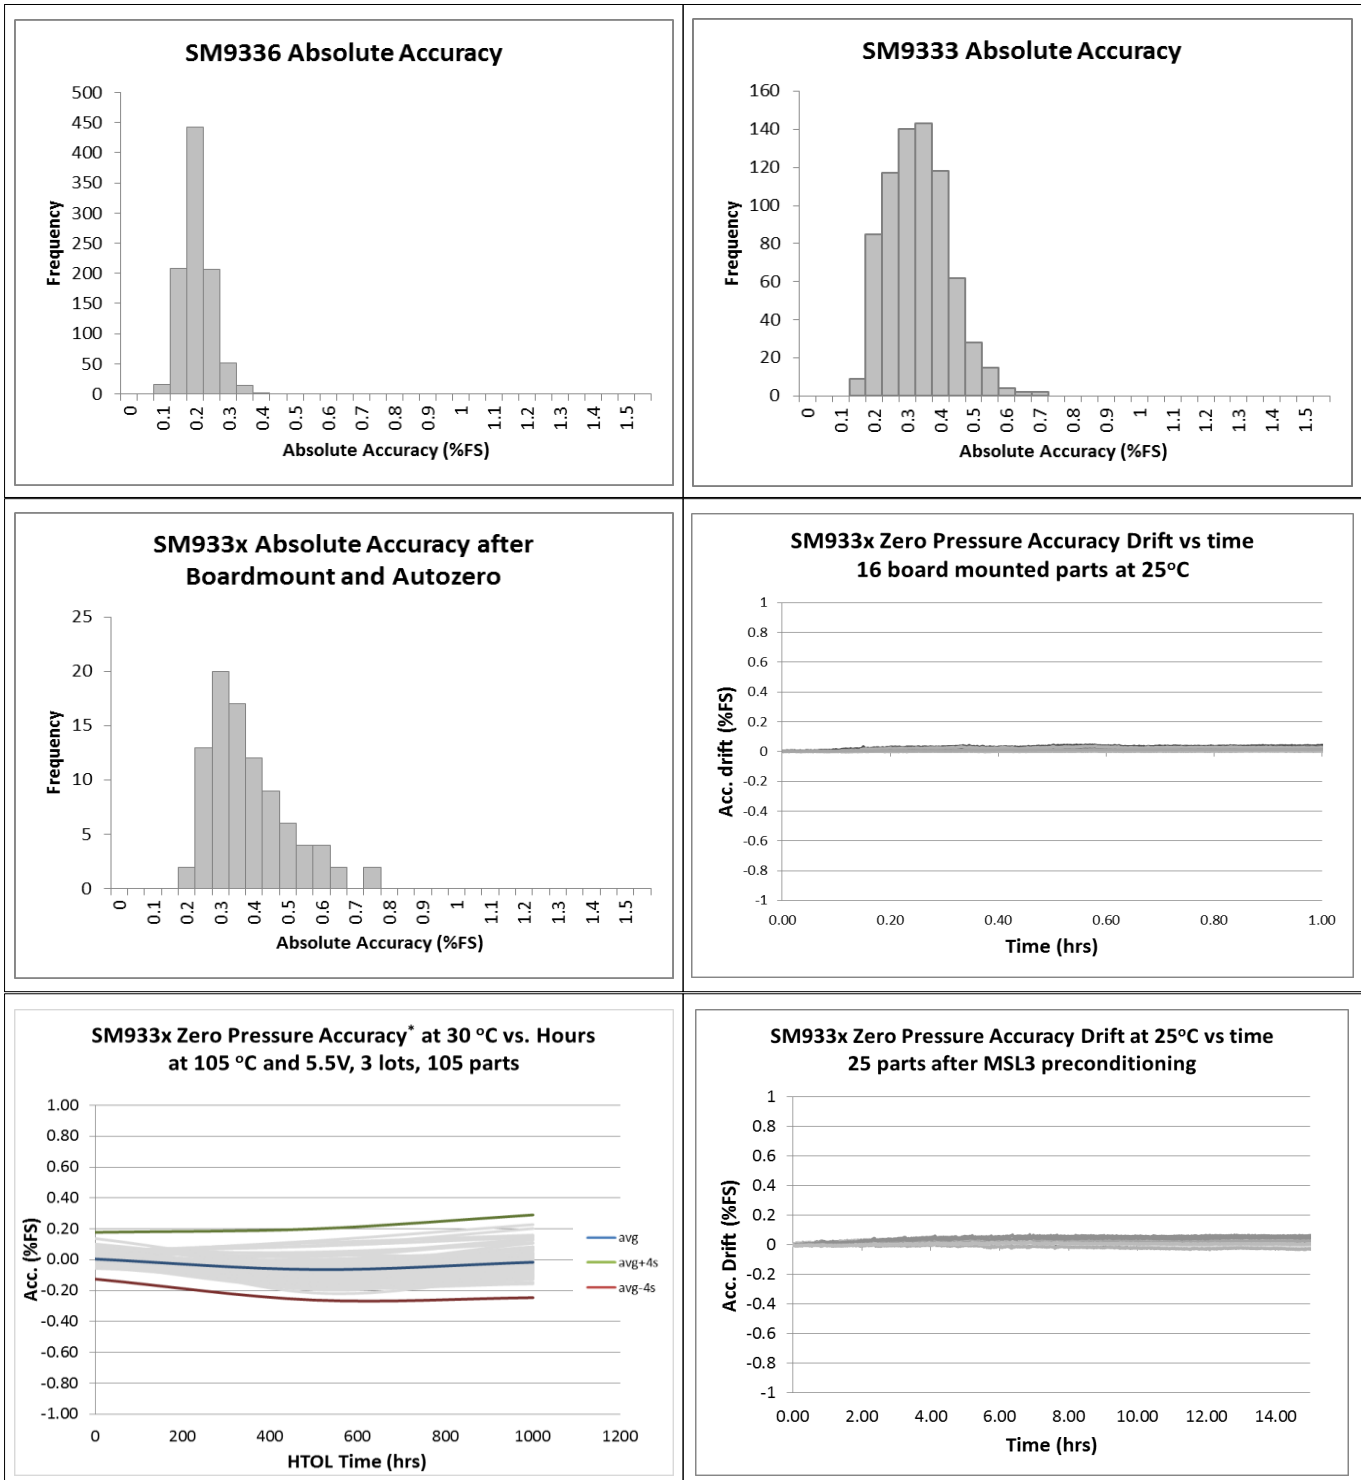 SM9336 Absolute Accuracy
500
450
400
350
300
250
200
150
100
50
0
Frequency
0 0.1 0.2 0.3 0.4 0.5 0.6 0.7 0.8 0.9 1 1.1 1.2 1.3 1.4 1.5
Absolute Accuracy (%FS)
SM9333 Absolute Accuracy
160
140
120
100
80
60
40
20
0
Frequency
0 0.1 0.2 0.3 0.4 0.5 0.6 0.7 0.8 0.9 1 1.1 1.2 1.3 1.4 1.5
Absolute Accuracy (%FS)
SM933x Absolute Accuracy after
Boardmount and Autozero
25
20
15
10
5
0
Frequency
0 0.1 0.2 0.3 0.4 0.5 0.6 0.7 0.8 0.9 1 1.1 1.2 1.3 1.4 1.5
Absolute Accuracy (%FS)
SM933x Zero Pressure Accuracy Drift vs time
16 board mounted parts at 25°C
1
0.8
0.6
0.4
0.2
0
-0.2
-0.4
-0.6
-0.8
-1
Acc. drift (%FS)
0.00 0.20 0.40 0.60 0.80 1.00
Time (hrs)
SM933x Zero Pressure Accuracy* at 30 °C vs. Hours
at 105 °C and 5.5V, 3 lots, 105 parts
1.00
0.80
0.60
0.40
0.20
0.00
-0.20
-0.40
-0.60
-0.80
-1.00
Acc. (%FS)
0 200 400 600 800 1000 1200
HTOL Time (hrs)
avg
avg+4s
avg-4s
SM933x Zero Pressure Accuracy Drift at 25°C vs time
25 parts after MSL3 preconditioning
1
0.8
0.6
0.4
0.2
0
-0.2
-0.4
-0.6
-0.8
-1
Acc. Drift (%FS)
0.00 2.00 4.00 6.00 8.00 10.00 12.00 14.00
Time (hrs)